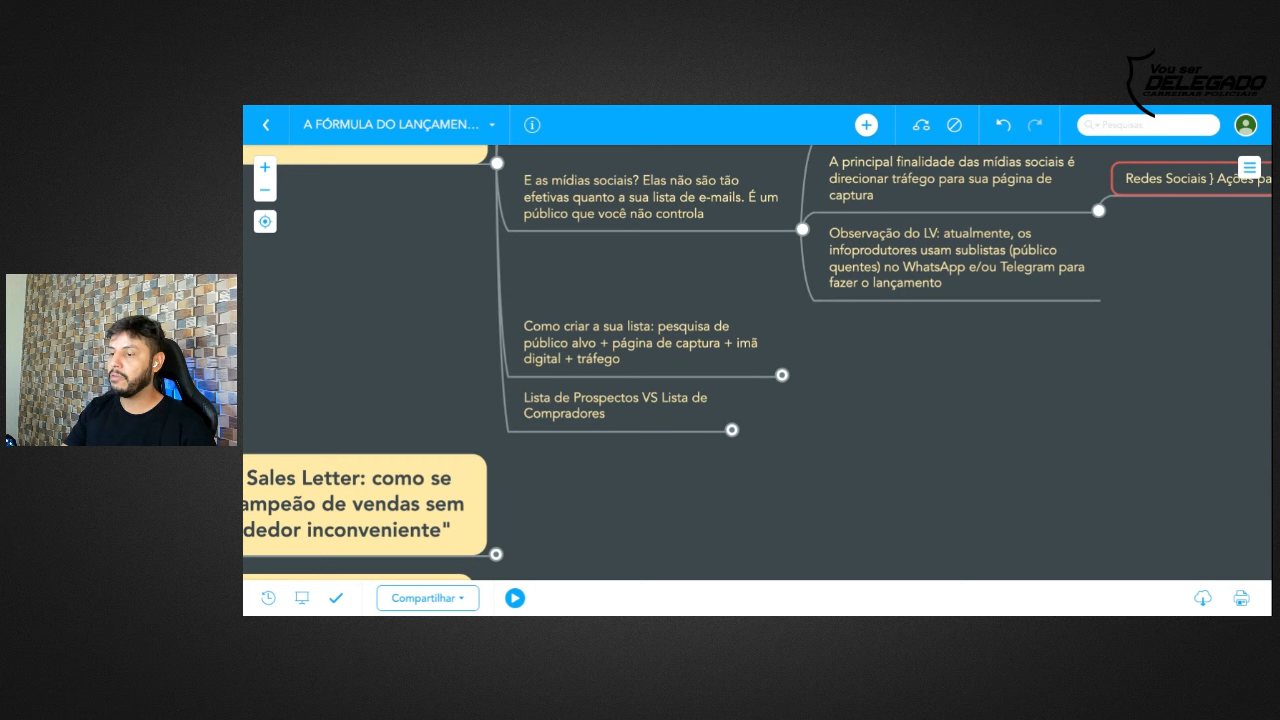 Vou ser
DELEGADO
CARREIRAS POLICIAIS
A FÓRMULA DO LANÇAMEN...
Pesquisas
E as mídias sociais? Elas não são tão
efetivas quanto a sua lista de e-mails. É um
público que você não controla
A principal finalidade das mídias sociais é
direcionar tráfego para sua página de
captura
Redes Sociais } Ações pa
Observação do LV: atualmente, os
infoprodutores usam sublistas (público
quentes) no WhatsApp e/ou Telegram para
fazer o lançamento
Como criar a sua lista: pesquisa de
público alvo + página de captura + imã
digital + tráfego
Lista de Prospectos VS Lista de
Compradores
Sales Letter: como se
ampeão de vendas sem
dedor inconveniente"
Compartilhar